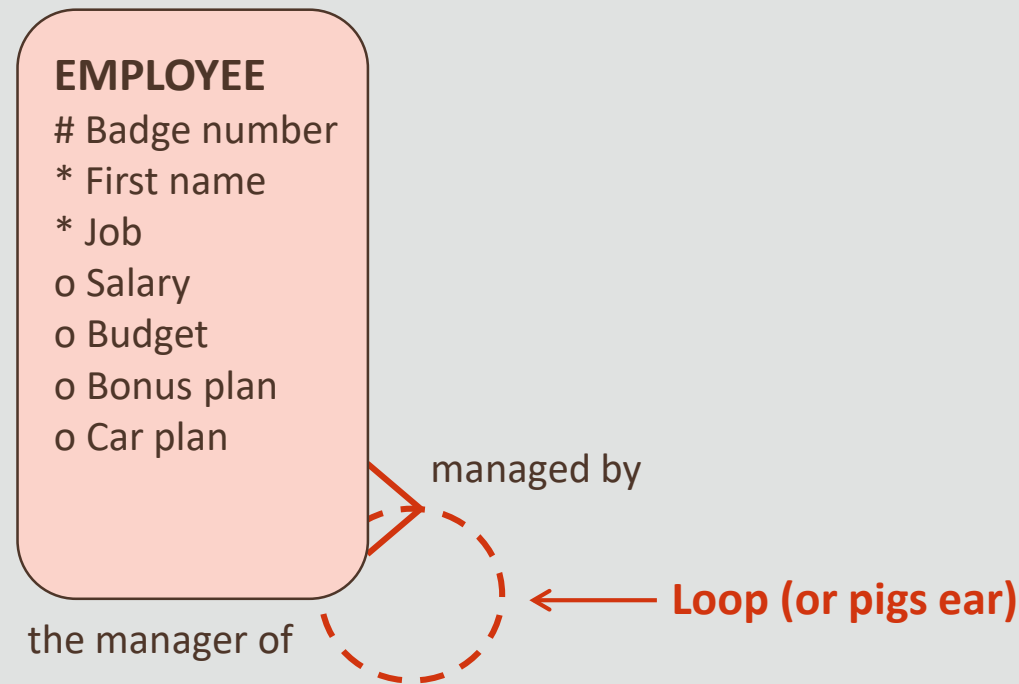 EMPLOYEE
# Badge number
* First name
* Job
o Salary
o Budget
o Bonus plan
o Car plan
managed by
Loop (or pigs ear)
the manager of